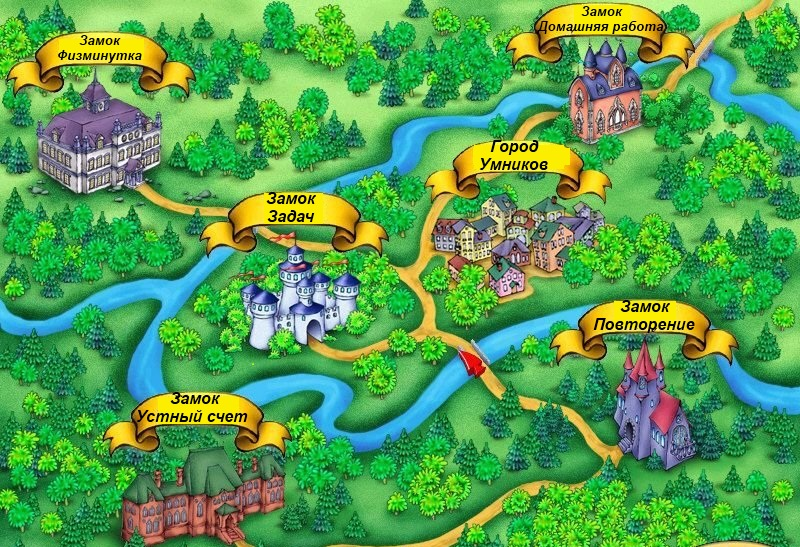 Замок
Физминутка
Замок
Домашняя работа
Город
Умников
Замок
Задач
Замок
Повторение
Замок
Устный счет